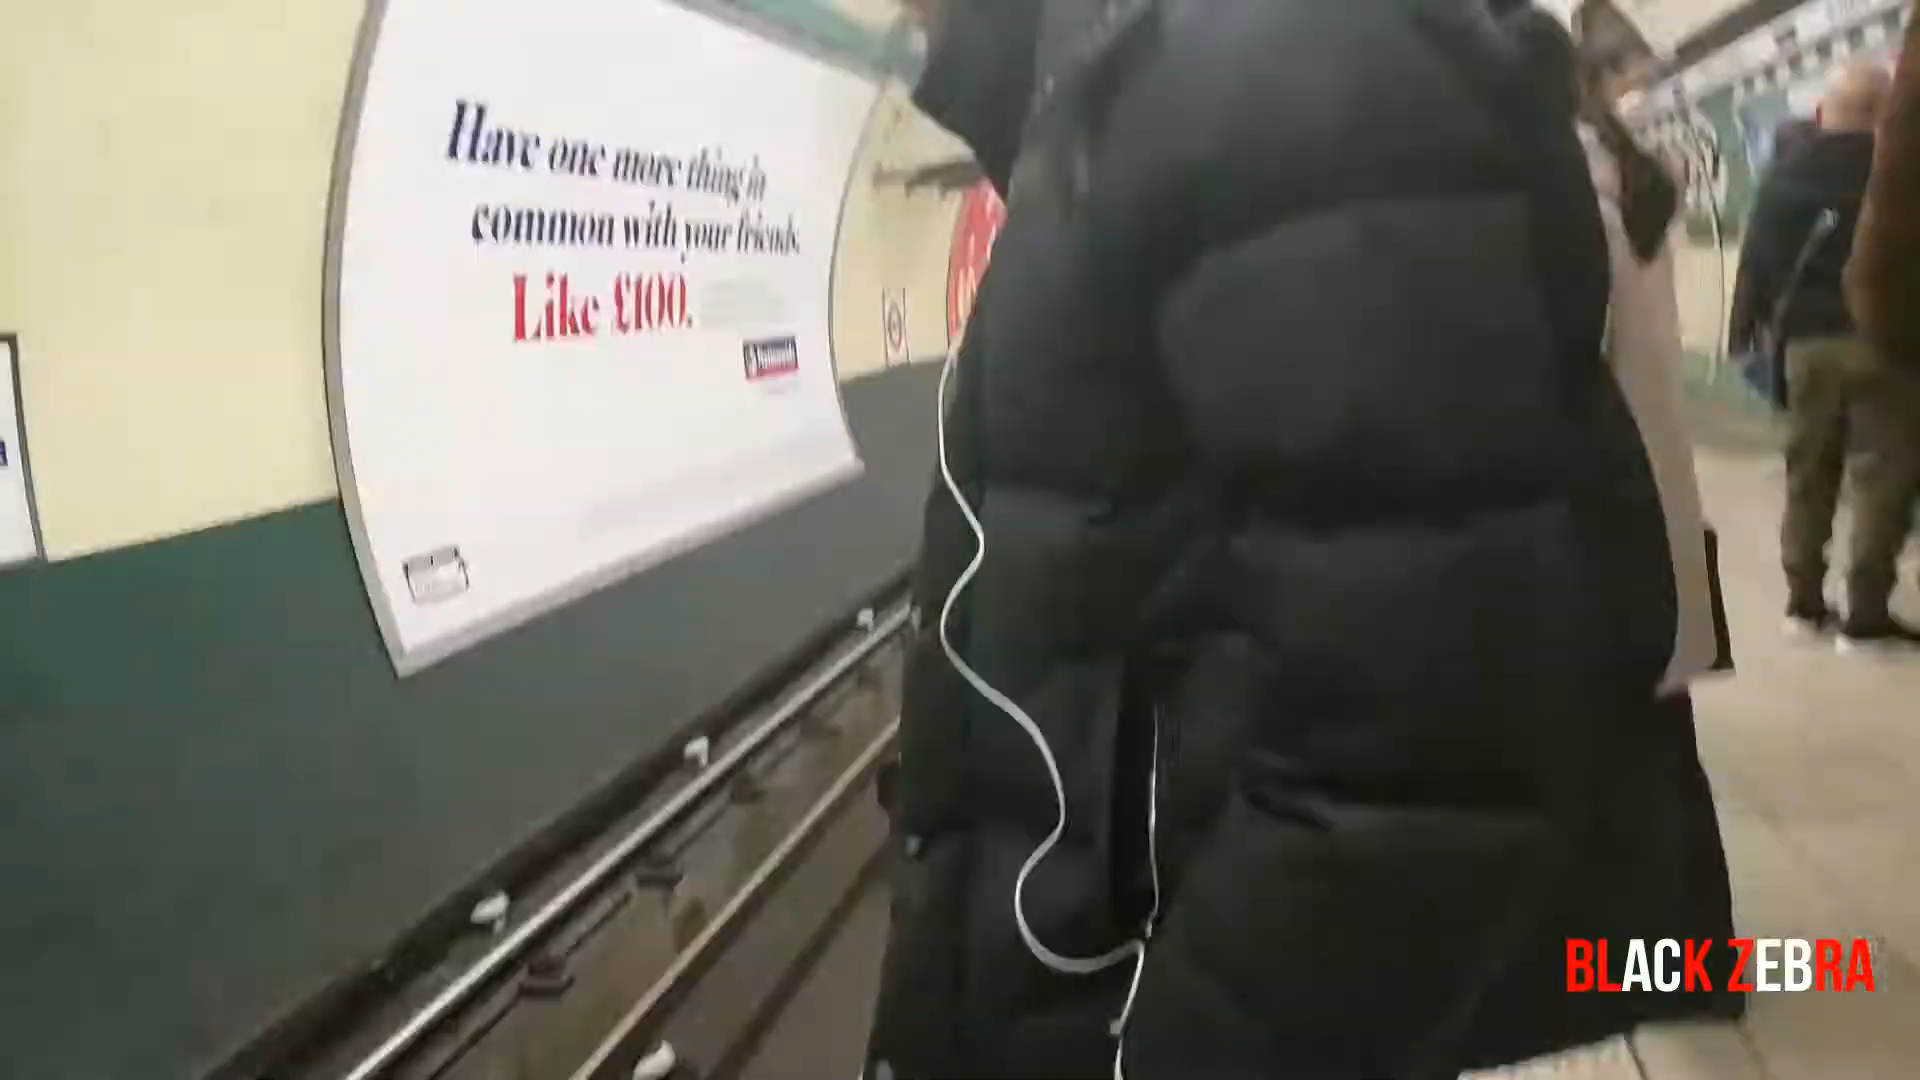 Have one more thing in
common with your friends.
Like £100.
BLACK ZEBRA